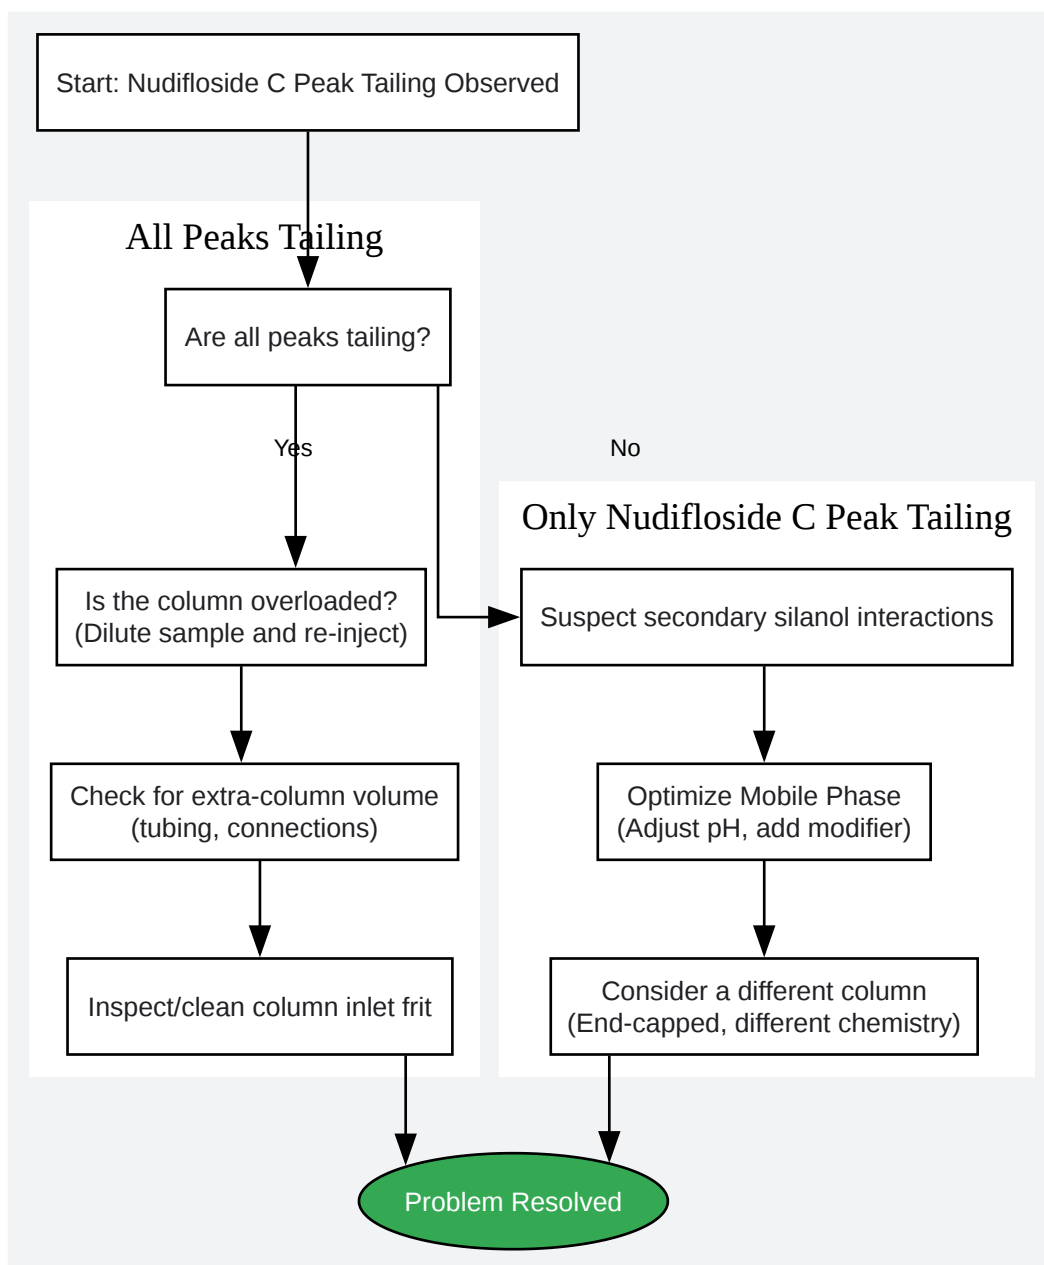 Start: Nudifloside C Peak Tailing Observed
All Peaks Tailing
Are all peaks tailing?
Yes
No
Only Nudifloside C Peak Tailing
Is the column overloaded?
(Dilute sample and re-inject)
Suspect secondary silanol interactions
Check for extra-column volume
(tubing, connections)
Optimize Mobile Phase
(Adjust pH, add modifier)
Inspect/clean column inlet frit
Consider a different column
(End-capped, different chemistry)
Problem Resolved